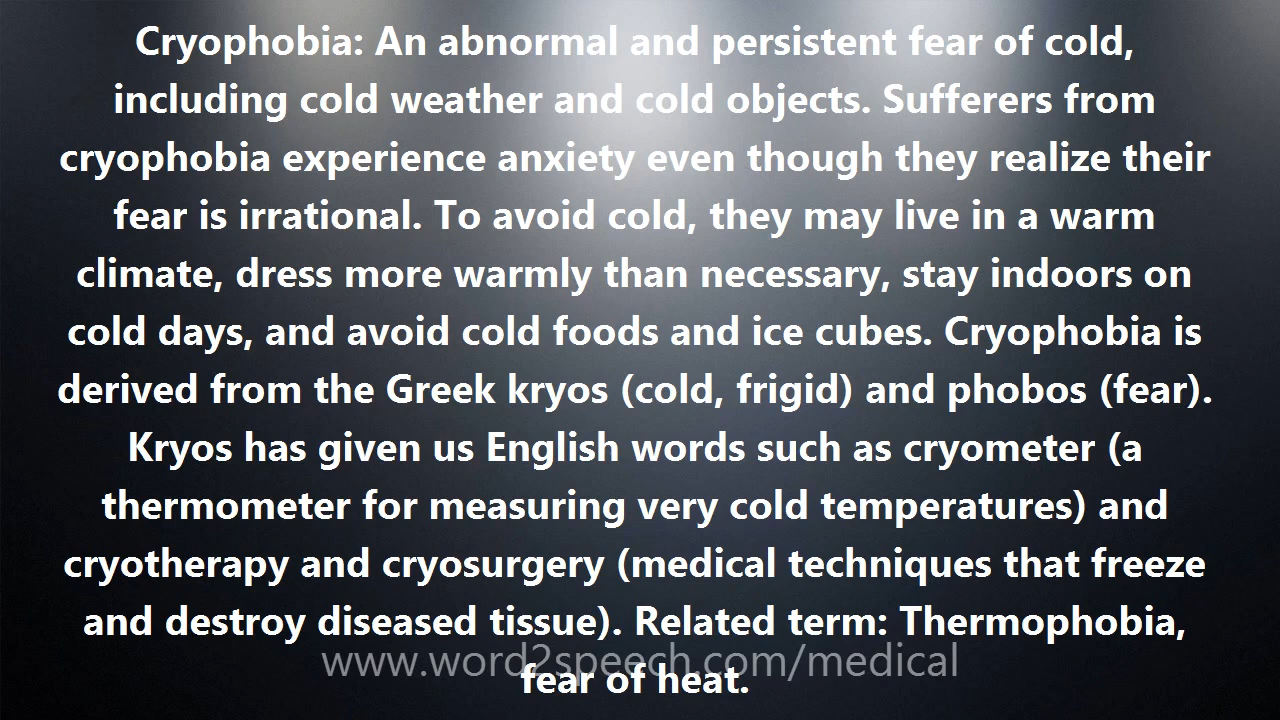 Cryophobia: An abnormal and persistent fear of cold,
including cold weather and cold objects. Sufferers from
cryophobia experience anxiety even though they realize their
fear is irrational. To avoid cold, they may live in a warm
climate, dress more warmly than necessary, stay indoors on
cold days, and avoid cold foods and ice cubes. Cryophobia is
derived from the Greek kryos (cold, frigid) and phobos (fear).
Kryos has given us English words such as cryometer (a
thermometer for measuring very cold temperatures) and
cryotherapy and cryosurgery (medical techniques that freeze
and destroy diseased tissue). Related term: Thermophobia,
www.word2speech.com/medical
fear of heat.